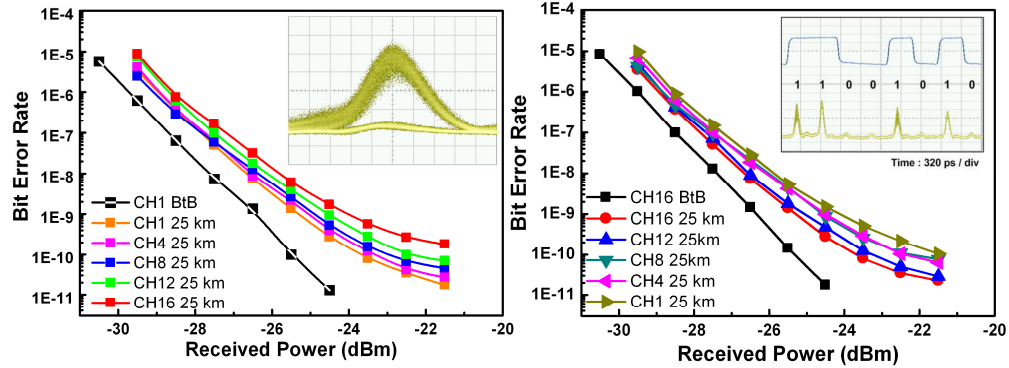 Bit Error Rate
1E-4
1E-5
1E-6
1E-7
1E-8
1E-9
1E-10
1E-11
CH1 BtB
CH1 25 km
CH4 25 km
CH8 25 km
CH12 25 km
CH16 25 km
-30 -28 -26 -24 -22 -20
Received Power (dBm)
Bit Error Rate
1E-4
1E-5
1E-6
1E-7
1E-8
1E-9
1E-10
1E-11
1 1 0 0 1 0 1 0
Time : 320 ps / div
CH16 BtB
CH16 25 km
CH12 25km
CH8 25km
CH4 25 km
CH1 25 km
-30 -28 -26 -24 -22 -20
Received Power (dBm)